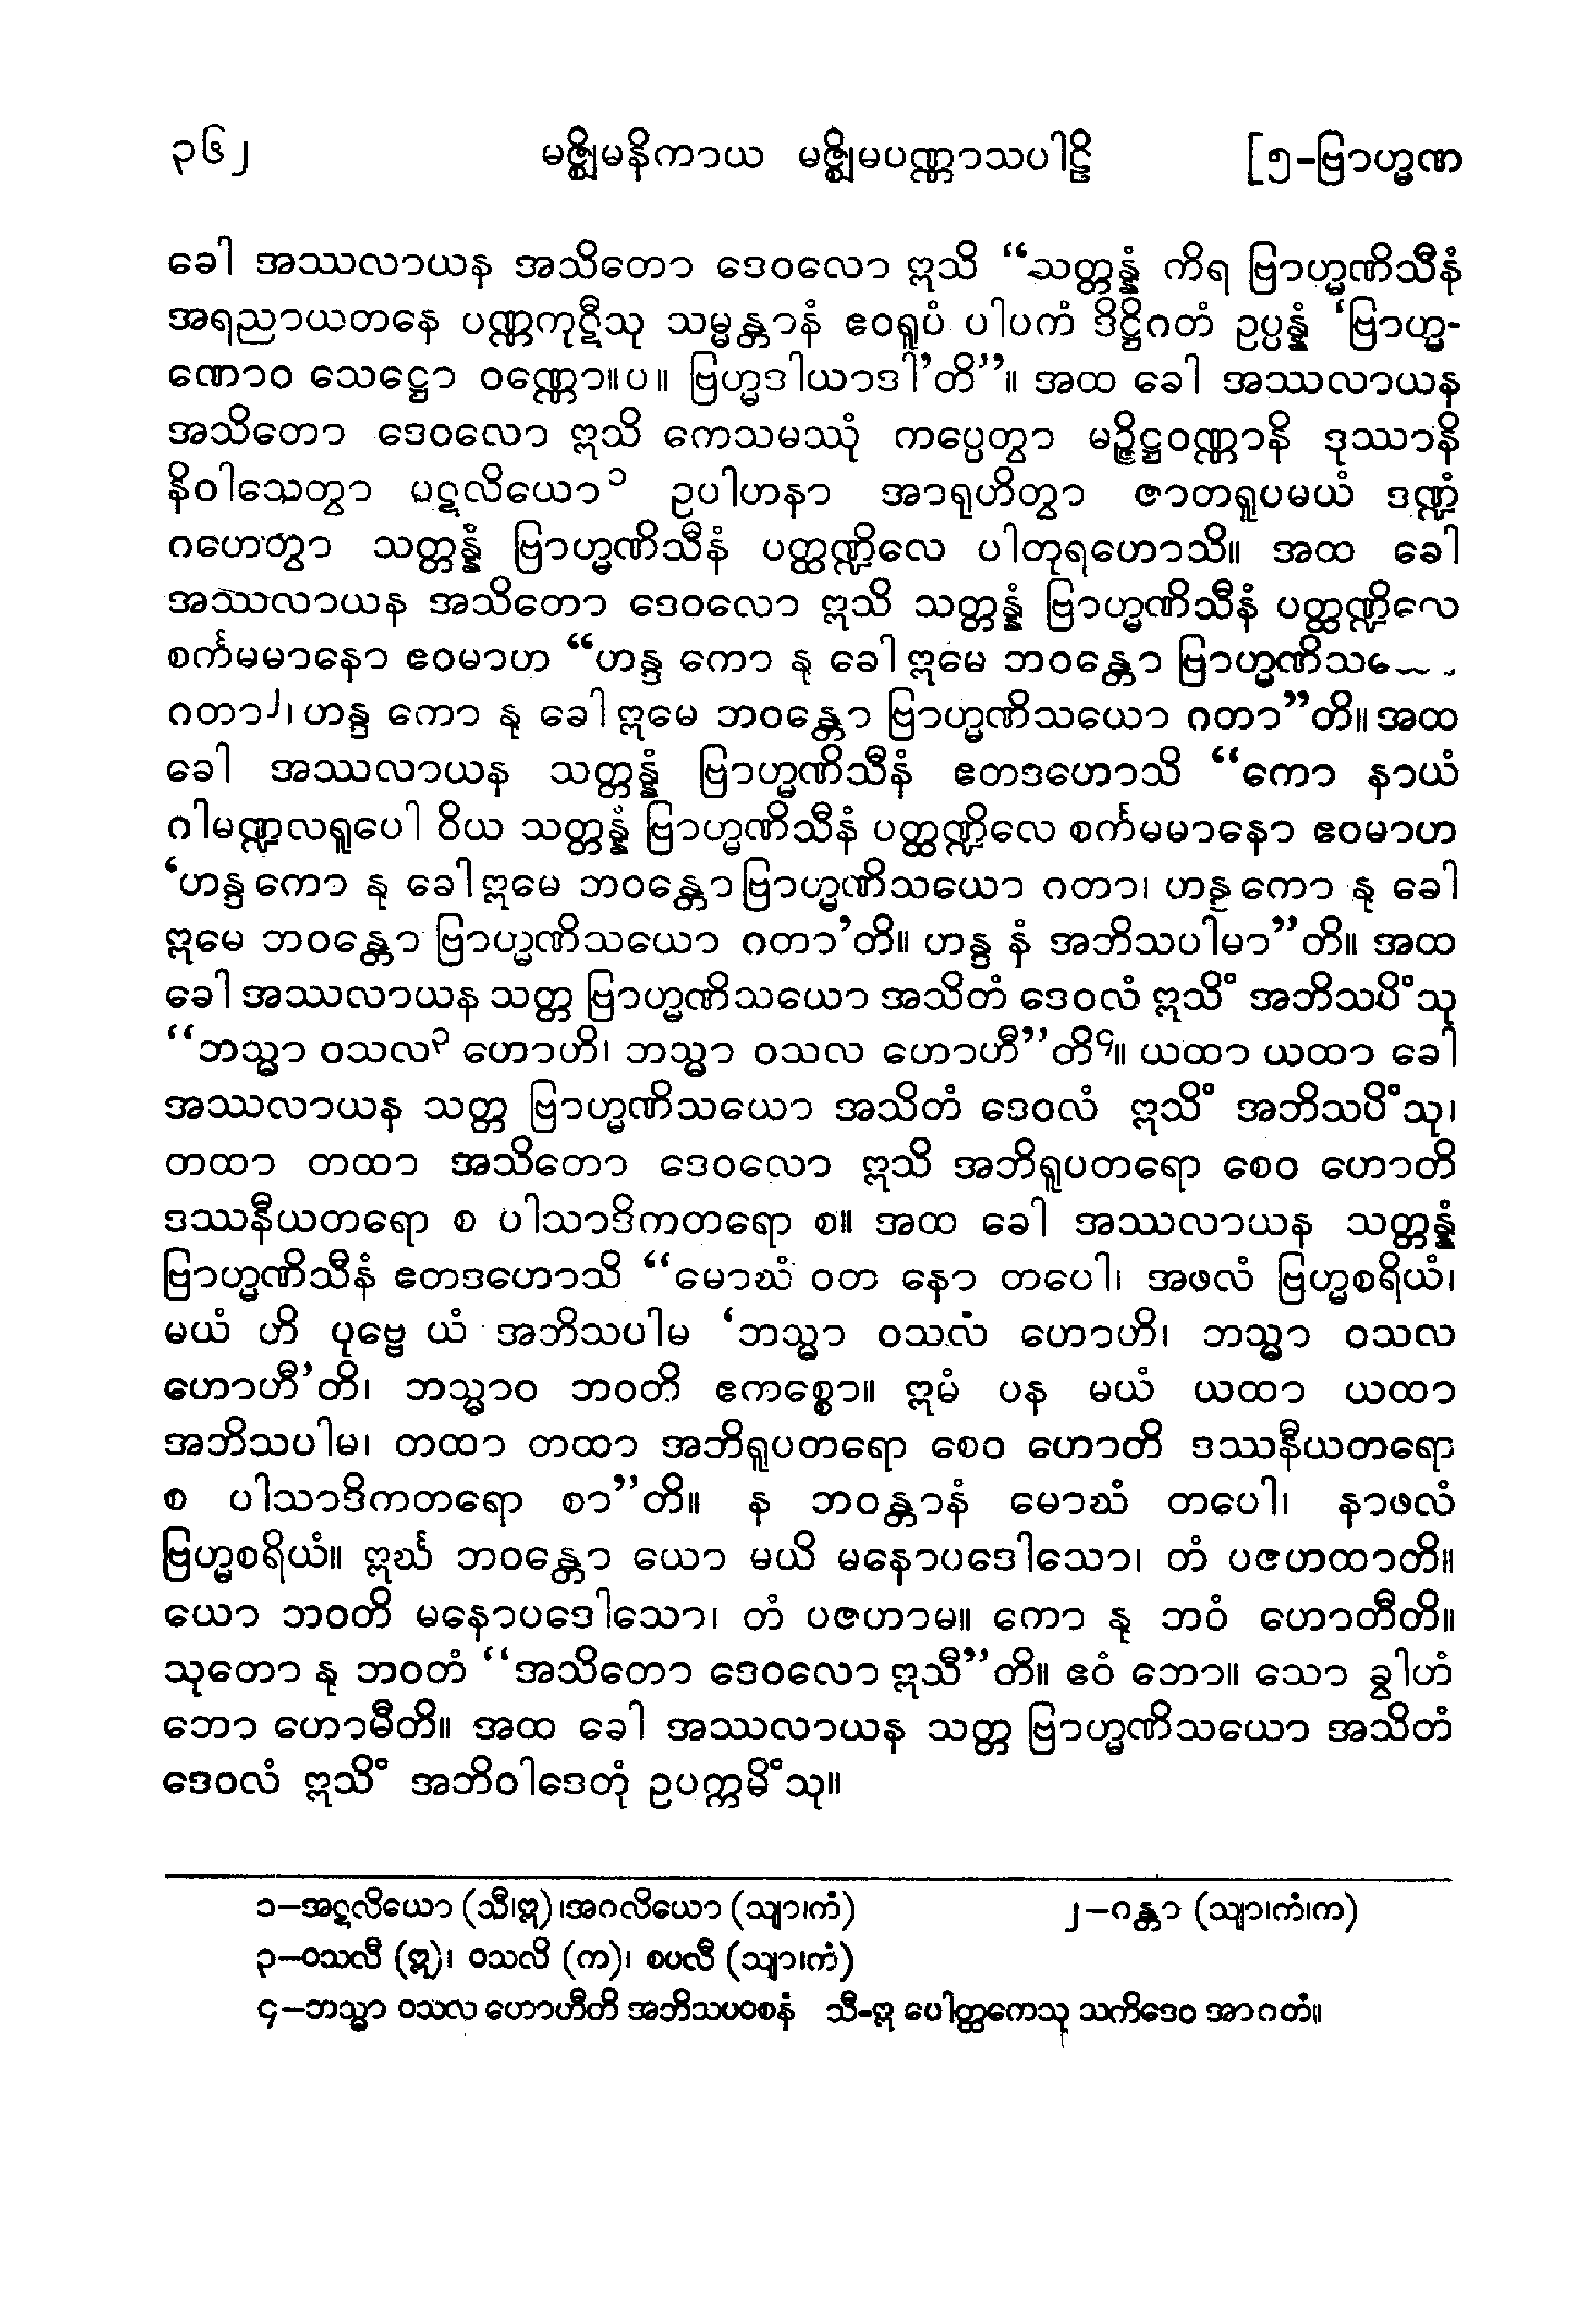 ၃၆၂ မဇ္ဈိမနိကာယ မဇ္ဈိမပဏ္ဏာသပါဠိ [၅-ဗြာဟ္မဏ
ခေါ အဿလာယန အသိတော ဒေဝလော ဣသိ “သတ္တန္နံ ကိရ ဗြာဟ္မဏိသီနံ
အရညာယတနေ ပဏ္ဏကုဋီသု သမ္မန္တာနံ ဧဝရူပံ ပါပကံ ဒိဋ္ဌိဂတံ ဥပ္ပန္နံ ‘ဗြာဟ္မ-
ဏောဝ သေဋ္ဌော ဝဏ္ဏော။ပ။ ဗြဟ္မဒါယာဒါ’တိ”။ အထ ခေါ အဿလာယန
အသိတော ဒေဝလော ဣသိ ကေသမဿုံ ကပ္ပေတွာ မဉ္ဇိဋ္ဌဝဏ္ဏာနိ ဒုဿာနိ
နိဝါသေတွာ ပဋလိယော၁ ဥပါဟနာ အာရုဟိတွာ ဇာတရူပမယံ ဒဏ္ဍံ
ဂဟေတွာ သတ္တန္နံ ဗြာဟ္မဏိသီနံ ပတ္ထဏ္ဍိလေ ပါတုရဟောသိ။ အထ ခေါ
အဿလာယန အသိတော ဒေဝလော ဣသိ သတ္တန္နံ ဗြာဟ္မဏိသီနံ ပတ္ထဏ္ဍိလေ
စင်္ကမမာနော ဧဝမာဟ “ဟန္ဒ ကော နု ခေါ ဣမေ ဘဝန္တော
ဂတာ၂၊ ဟန္ဒ ကော နု ခေါ ဣမေ ဘဝန္တော ဗြာဟ္မဏိသယော ဂတာ”တိ။ အထ
ခေါ အဿလာယန သတ္တန္နံ ဗြာဟ္မဏိသီနံ ဧတဒဟောသိ “ကော နာယံ
ဂါမဏ္ဍလရူပေါ ဝိယ သတ္တန္နံ ဗြာဟ္မဏိသီနံ ပတ္ထဏ္ဍိလေ စင်္ကမမာနော ဧဝမာဟ
‘ဟန္ဒ ကော နု ခေါ ဣမေ ဘဝန္တော ဗြာဟ္မဏိသယော ဂတာ၊ ဟန္ဒ ကော နု ခေါ
ဣမေ ဘဝန္တော ဗြာဟ္မဏိသယော ဂတာ’တိ။ ဟန္ဒ နံ အဘိသပါမာ”တိ။ အထ
ခေါ အဿလာယန သတ္တ ဗြာဟ္မဏိသယော အသိတံ ဒေဝလံ ဣသိံ အဘိသပိံသု
“ဘသ္မာ ဝသလ၃ ဟောဟိ၊ ဘသ္မာ ဝသလ ဟောဟီ”တိ၄။ ယထာ ယထာ ခေါ
အဿလာယန သတ္တ ဗြာဟ္မဏိသယော အသိတံ ဒေဝလံ ဣသိံ အဘိသပိံသု၊
တထာ တထာ အသိတော ဒေဝလော ဣသိ အဘိရူပတရော စေဝ ဟောတိ
ဒဿနီယတရော စ ပါသာဒိကတရော စ။ အထ ခေါ အဿလာယန သတ္တန္နံ
ဗြာဟ္မဏိသီနံ ဧတဒဟောသိ “မောဃံ ဝတ နော တပေါ၊ အဖလံ ဗြဟ္မစရိယံ၊
မယံ ဟိ ပုဗ္ဗေ ယံ အဘိသပါမ ‘ဘသ္မာ ဝသလံ ဟောဟိ၊ ဘသ္မာ ဝသလ
ဟောဟီ’တိ၊ ဘသ္မာဝ ဘဝတိ ဧကစ္စော။ ဣမံ ပန မယံ ယထာ ယထာ
အဘိသပါမ၊ တထာ တထာ အဘိရူပတရော စေဝ ဟောတိ ဒဿနီယတရော
စ ပါသာဒိကတရော စာ”တိ။ န ဘဝန္တာနံ မောဃံ တပေါ၊ နာဖလံ
ဗြဟ္မစရိယံ။ ဣင်္ဃ ဘဝန္တော ယော မယိ မနောပဒေါသော၊ တံ ပဇဟထာတိ။
ယော ဘဝတိ မနောပဒေါသော၊ တံ ပဇဟာမ။ ကော နု ဘဝံ ဟောတီတိ။
သုတော နု ဘဝတံ “အသိတော ဒေဝလော ဣသီ”တိ။ ဧဝံ ဘော။ သော ခွါဟံ
ဘော ဟောမီတိ။ အထ ခေါ အဿလာယန သတ္တ ဗြာဟ္မဏိသယော အသိတံ
ဒေဝလံ ဣသိံ အဘိဝါဒေတုံ ဥပက္ကမိံသု။
၁–အဋလိယော (သီ၊ဣ)၊အဂလိယော (သျာ၊ကံ) ၂–ဂန္တာ (သျာ၊ကံ၊က)
၃–ဝသလီ (ဣ)၊ ဝသလိ (က)၊ စပလီ (သျာ၊ကံ)
၄–ဘသ္မာ ဝသလ ဟောဟီတိ အဘိသပဝစနံ သီ-ဣ ပေါတ္ထကေသု သကိဒေဝ အာဂတံ။